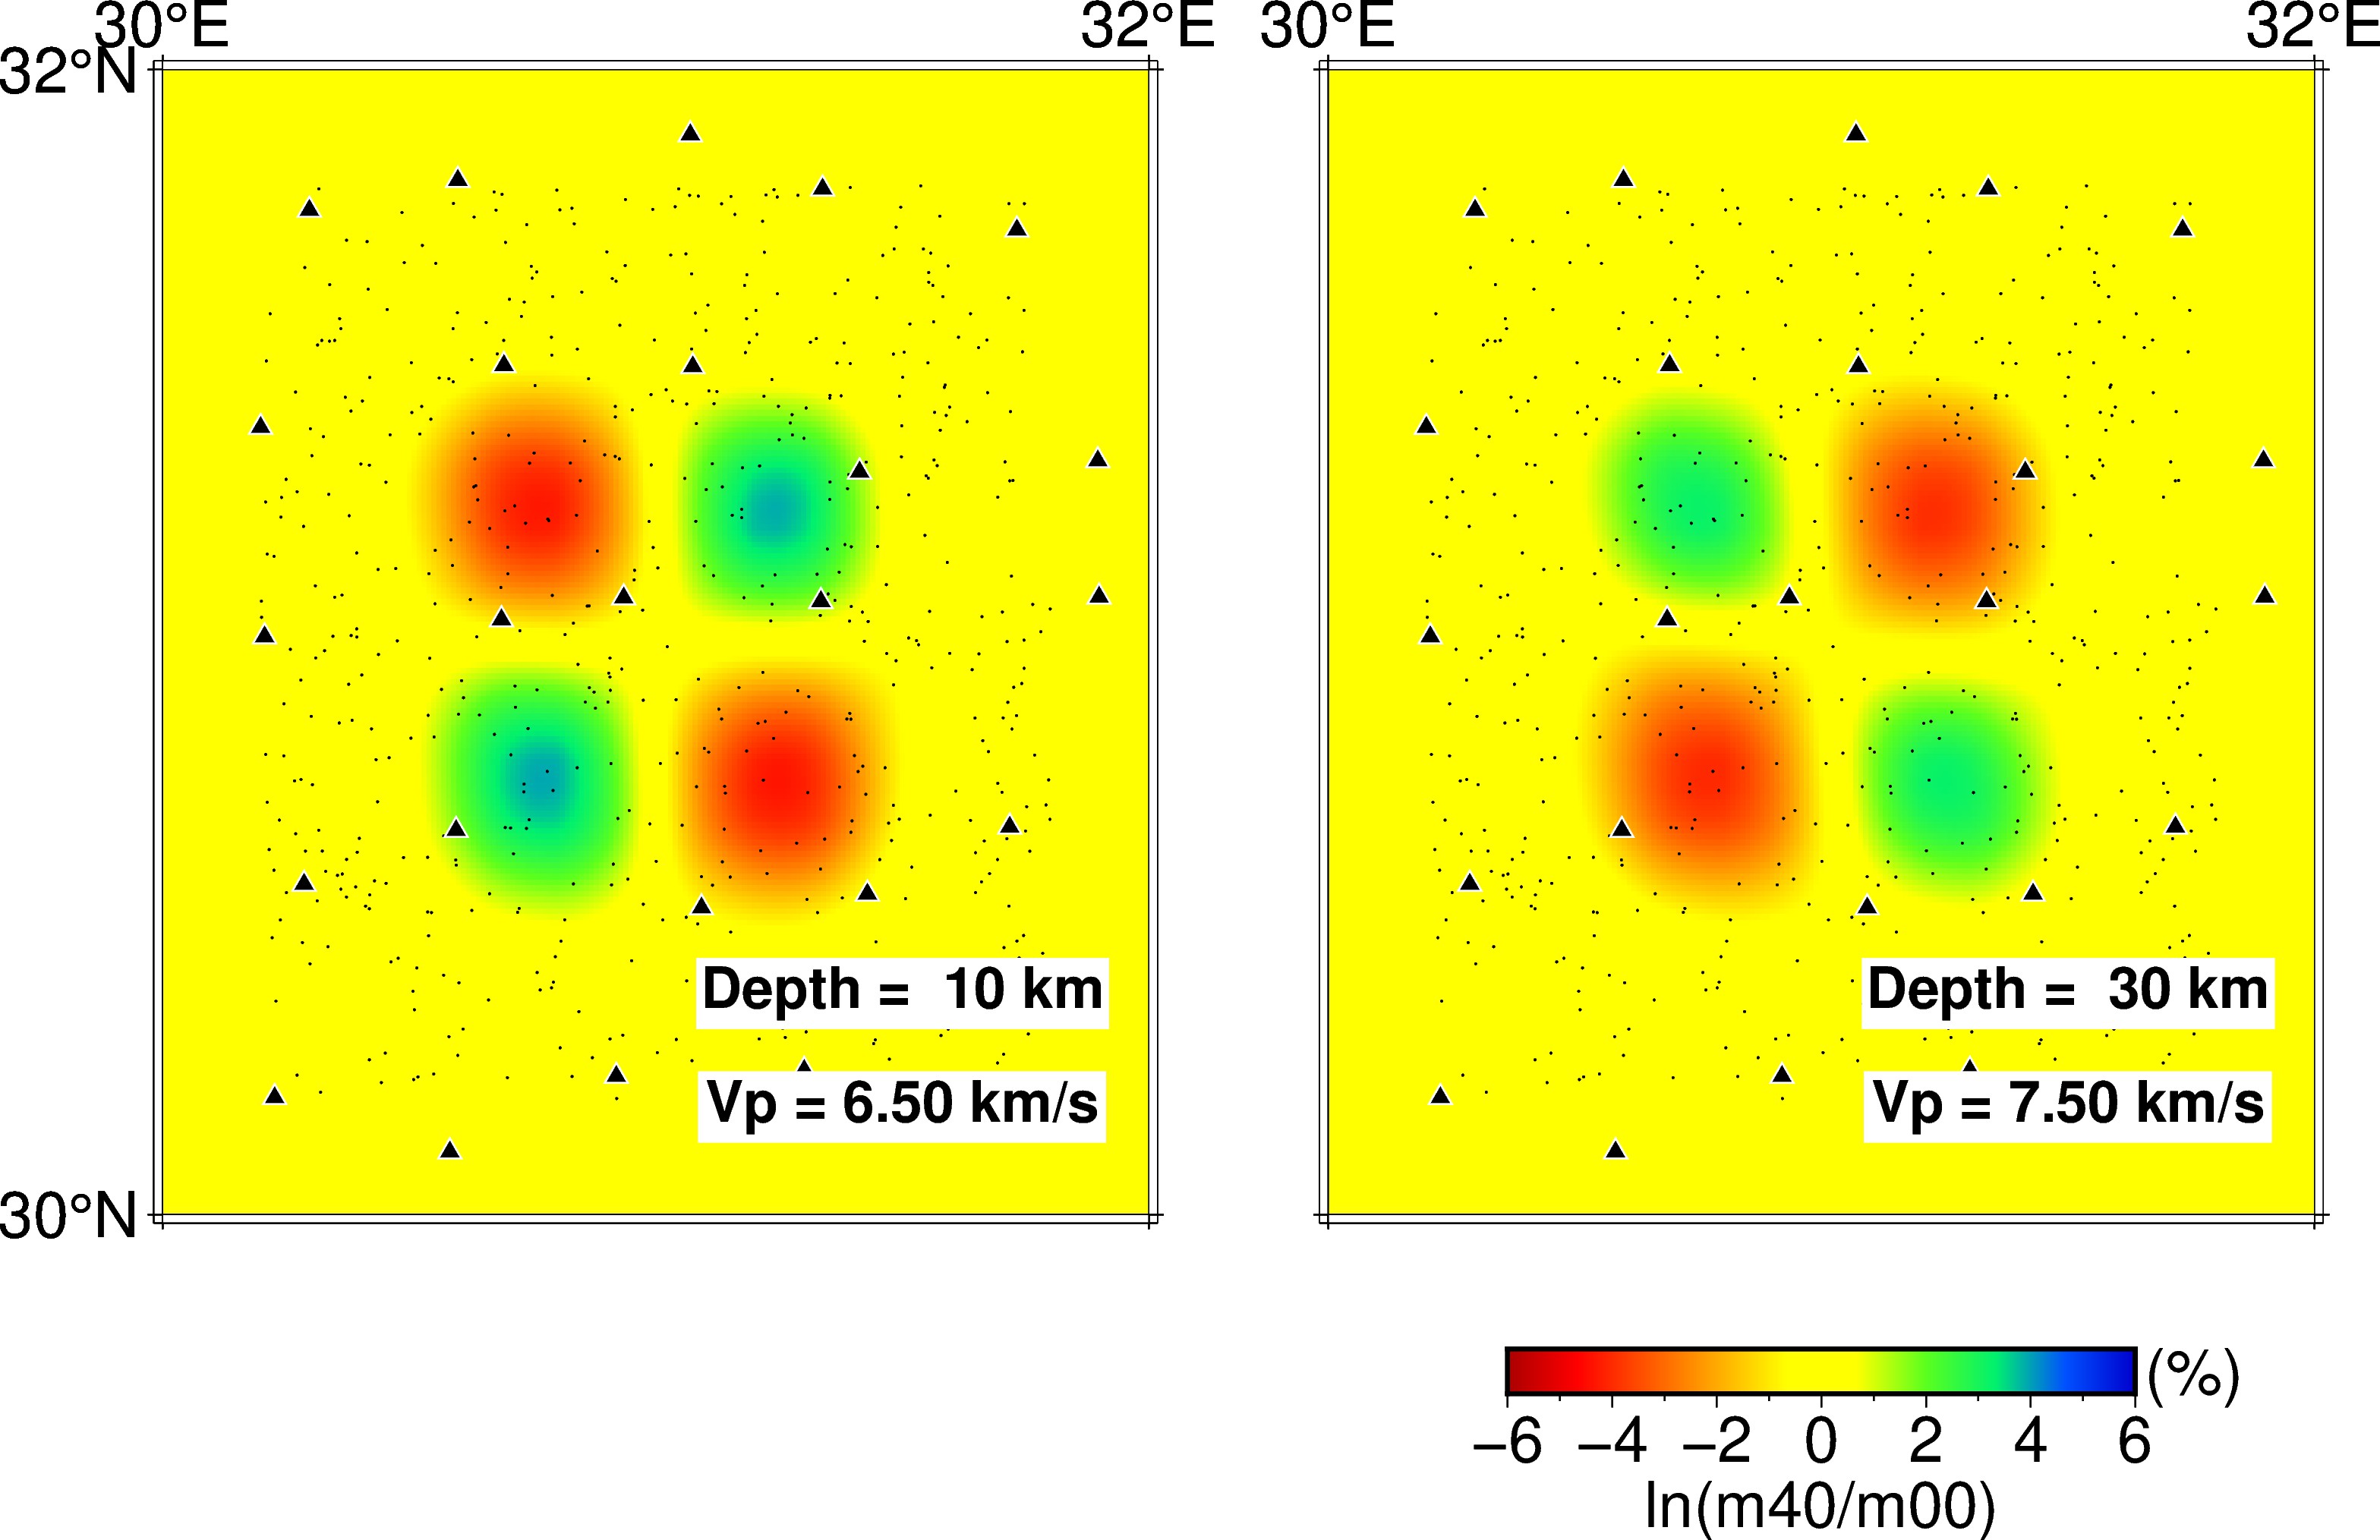 30°E 32°E 30°E 32°E
32°N
Depth = 10 km Depth = 30 km
Vp = 6.50 km/s Vp = 7.50 km/s
30°N
(%)
−6 −4 −2 0 2 4 6
ln(m40/m00)